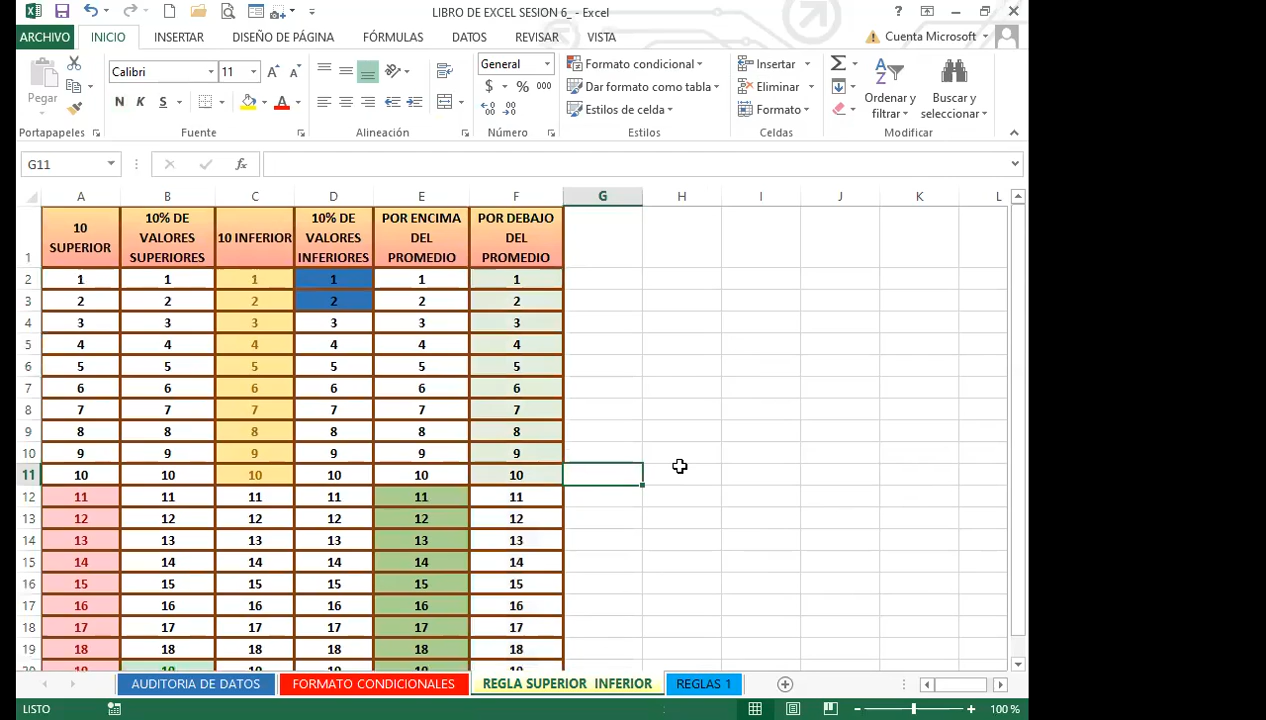 LIBRO DE EXCEL SESION 6_ - Excel
ARCHIVO INICIO INSERTAR DISEÑO DE PÁGINA FÓRMULAS DATOS REVISAR VISTA Cuenta Microsoft
Calibri 11 General Formato condicional Insertar
Pegar $ % 000 Dar formato como tabla Eliminar Ordenar y Buscar y
N K S Estilos de celda Formato filtrar seleccionar
Portapapeles Fuente Alineación Número Estilos Celdas Modificar
G11 fx
A B C D E F G H I J K L
10% DE 10% DE POR ENCIMA POR DEBAJO
10 VALORES 10 INFERIOR VALORES DEL DEL
1 SUPERIOR SUPERIORES INFERIORES PROMEDIO PROMEDIO
2 1 1 1 1 1 1
3 2 2 2 2 2 2
4 3 3 3 3 3 3
5 4 4 4 4 4 4
6 5 5 5 5 5 5
7 6 6 6 6 6 6
8 7 7 7 7 7 7
9 8 8 8 8 8 8
10 9 9 9 9 9 9
11 10 10 10 10 10 10
12 11 11 11 11 11 11
13 12 12 12 12 12 12
14 13 13 13 13 13 13
15 14 14 14 14 14 14
16 15 15 15 15 15 15
17 16 16 16 16 16 16
18 17 17 17 17 17 17
19 18 18 18 18 18 18
AUDITORIA DE DATOS FORMATO CONDICIONALES REGLA SUPERIOR INFERIOR REGLAS 1
LISTO 100 %